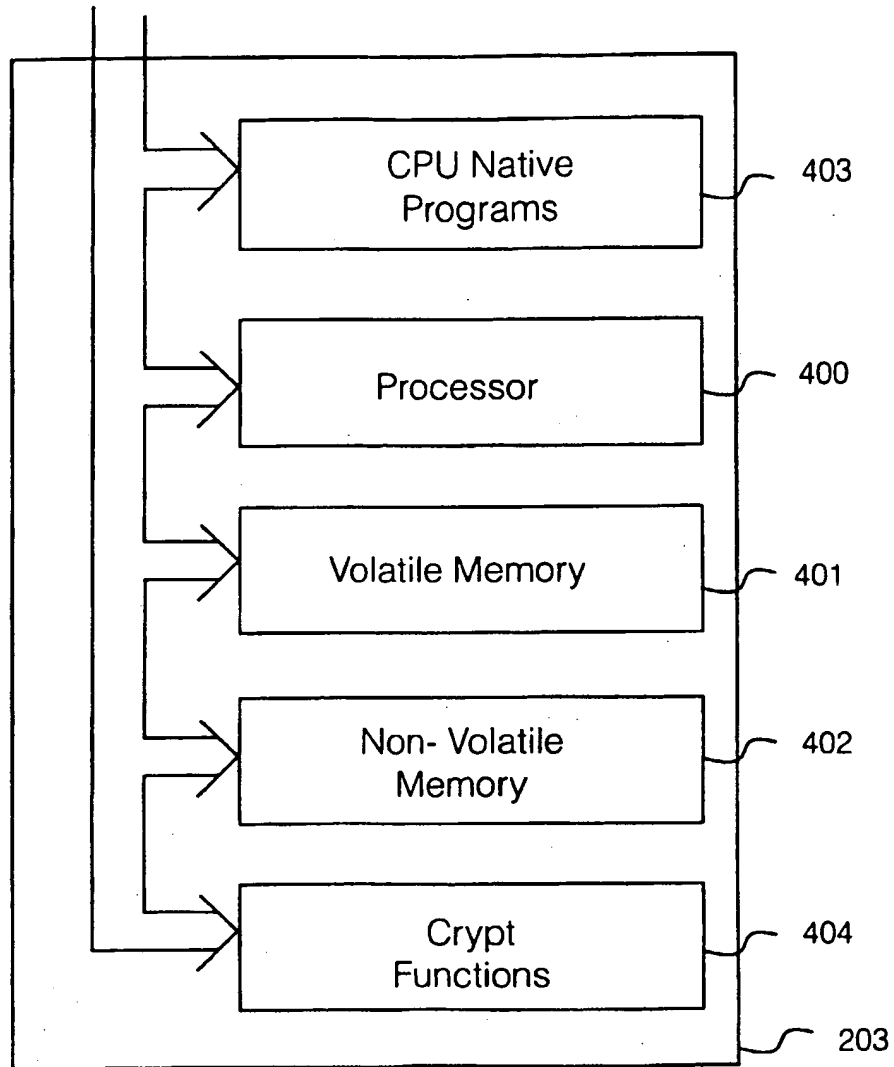 CPU Native
Programs
403
Processor
400
Volatile Memory
401
Non- Volatile
Memory
402
Crypt
Functions
404
203